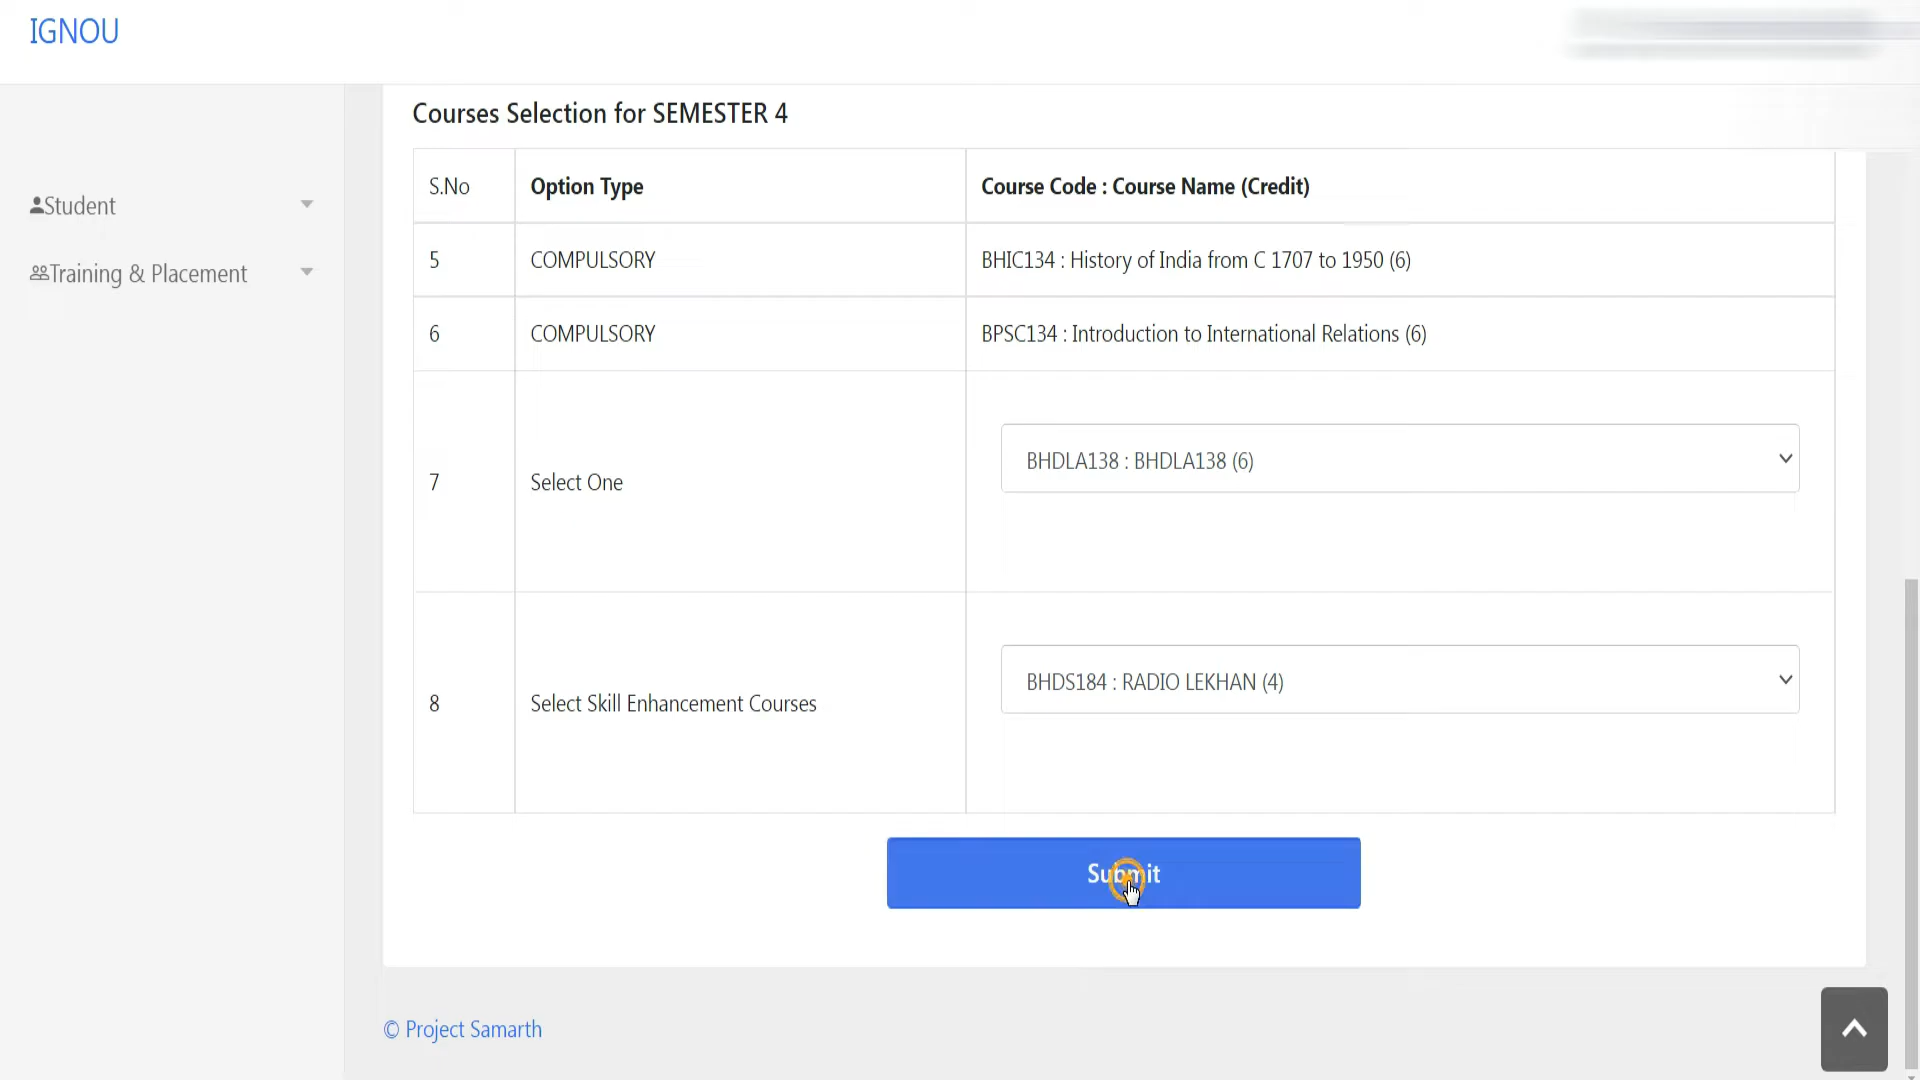 IGNOU
Courses Selection for SEMESTER 4
S.No Option Type Course Code : Course Name (Credit)
Student
5 COMPULSORY BHIC134 : History of India from C 1707 to 1950 (6)
Training & Placement
6 COMPULSORY BPSC134 : Introduction to International Relations (6)
7 Select One BHDLA138 : BHDLA138 (6)
8 Select Skill Enhancement Courses BHDS184 : RADIO LEKHAN (4)
Submit
© Project Samarth